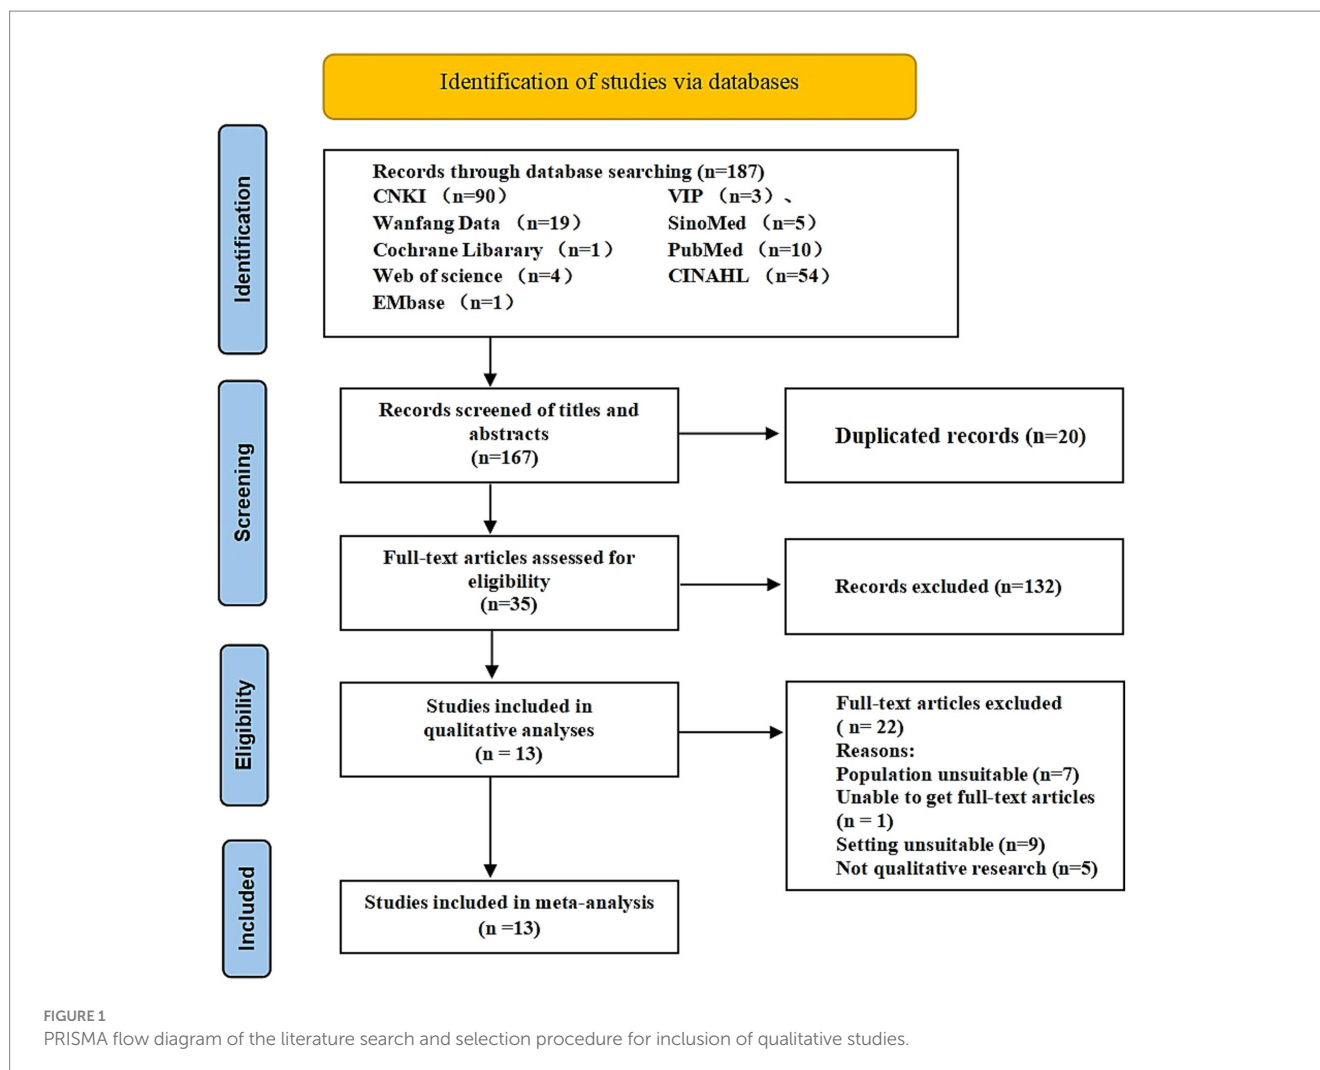 Identification of studies via databases
Identification
Records through database searching (n=187)
CNKI （n=90） VIP （n=3）、
Wanfang Data （n=19） SinoMed （n=5）
Cochrane Libarary （n=1） PubMed （n=10）
Web of science （n=4） CINAHL （n=54）
EMbase （n=1）
Screening
Records screened of titles and
abstracts
(n=167)
Duplicated records (n=20)
Full-text articles assessed for
eligibility
(n=35)
Records excluded (n=132)
Eligibility
Studies included in
qualitative analyses
(n = 13)
Full-text articles excluded
( n= 22)
Reasons:
Population unsuitable (n=7)
Unable to get full-text articles
(n = 1)
Setting unsuitable (n=9)
Not qualitative research (n=5)
Included
Studies included in meta-analysis
(n =13)
FIGURE 1
PRISMA flow diagram of the literature search and selection procedure for inclusion of qualitative studies.